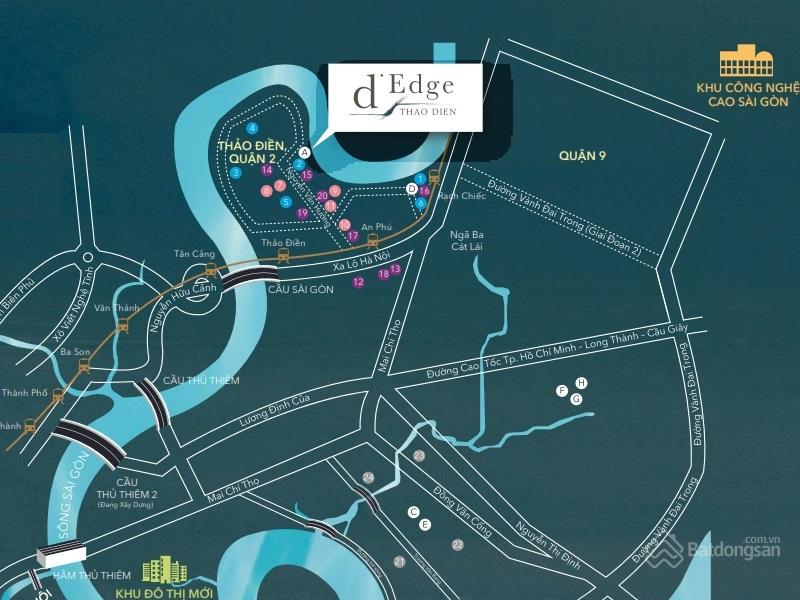 d'Edge
THAO DIEN
KHU CÔNG NGHỆ
CAO SÀI GÒN
4
THẢO ĐIỀN,
QUẬN 2
A
2
14
15
3
6
7
5
20
9
11
19
10
17
1
D
16
6
Rạch Chiếc
QUẬN 9
Đường Vành Đai Trong (Giai Đoạn 2)
Nguyễn Văn Hưởng
An Phú
Ngã Ba
Cát Lái
Thảo Điền
Xa Lộ Hà Nội
Tân Cảng
CẦU SÀI GÒN
12
18
13
Điện Biên Phủ
Xô Viết Nghệ Tĩnh
Nguyễn Hữu Cảnh
Văn Thánh
Mai Chí Thọ
Ba Son
CẦU THỦ THIÊM
Đường Cao Tốc Tp. Hồ Chí Minh – Long Thành – Cầu Giây
Thành Phố
Lương Định Của
F
H
G
Đường Vành Đai Trong
hành
23
24
CẦU
THỦ THIÊM 2
(Đang Xây Dựng)
SÔNG SÀI GÒN
Mai Chí Thọ
Đồng Văn Cống
Nguyễn Thị Định
C
E
22
21
Đường Vành Đai Trong
Batdongsan
.com.vn
HẦM THỦ THIÊM
KHU ĐÔ THỊ MỚI